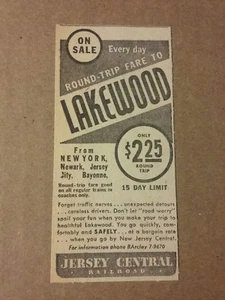 ON
SALE
Every day
ROUND-TRIP FARE TO
LAKEWOOD
From
NEW YORK,
Newark, Jersey
City, Bayonne,
Round-trip fare good
on all regular trains in
coaches only.
ONLY
$2.25
ROUND
TRIP
15 DAY LIMIT
Forget traffic nerves ... unexpected detours
... careless drivers. Don't let "road worry"
spoil your fun when you make your trip to
healthful Lakewood. You go quickly, com-
fortably and SAFELY ... at a bargain rate
... when you go by New Jersey Central.
For information phone BArclay 7-9670
JERSEY CENTRAL
RAILROAD